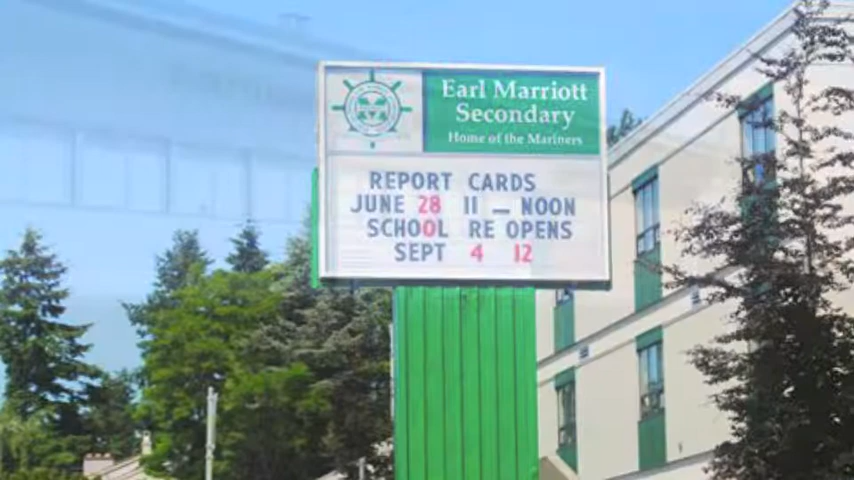 Earl Marriott
Secondary
Home of the Mariners
REPORT CARDS
JUNE 28 11 — NOON
SCHOOL RE OPENS
SEPT 4 12